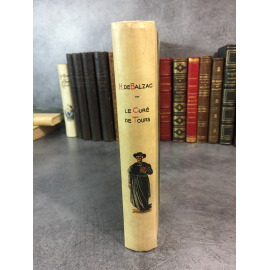 H. DE BALZAC
—
LE CURÉ
DE TOURS